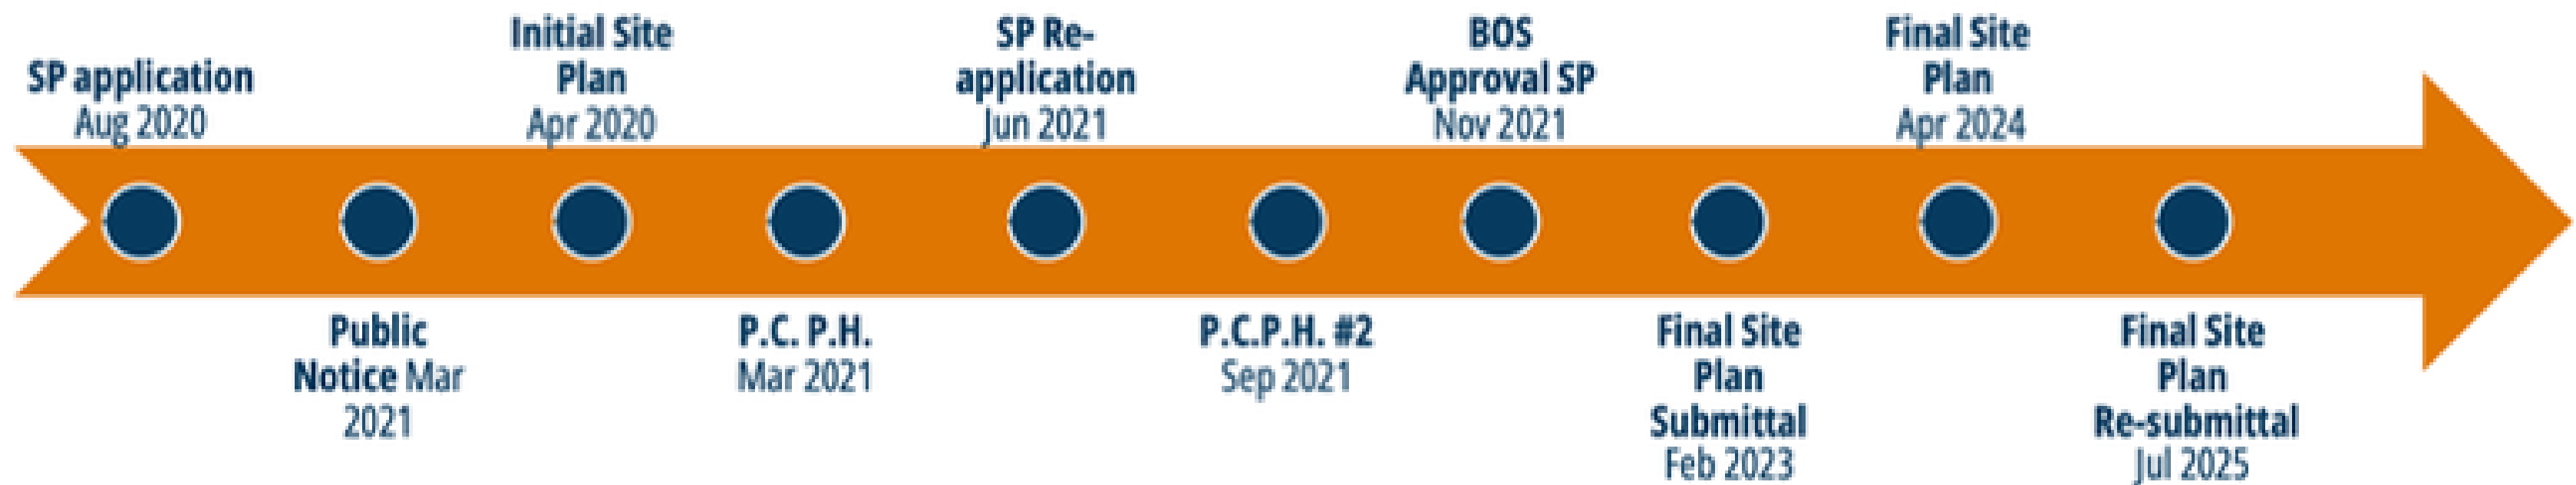 SP application
Aug 2020
Public
Notice Mar
2021
Initial Site
Plan
Apr 2020
P.C. P.H.
Mar 2021
SP Re-
application
Jun 2021
P.C.P.H. #2
Sep 2021
BOS
Approval SP
Nov 2021
Final Site
Plan
Submittal
Feb 2023
Final Site
Plan
Apr 2024
Final Site
Plan
Re-submittal
Jul 2025